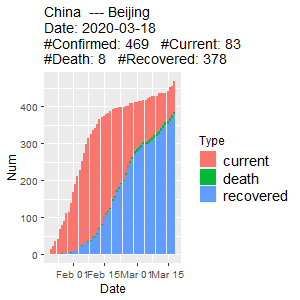 China  --- Beijing
Date: 2020-03-18
#Confirmed: 469   #Current: 83
#Death: 8   #Recovered: 378
Num
400
300
200
100
0
Feb 01 Feb 15 Mar 01 Mar 15
Date
Type
current
death
recovered